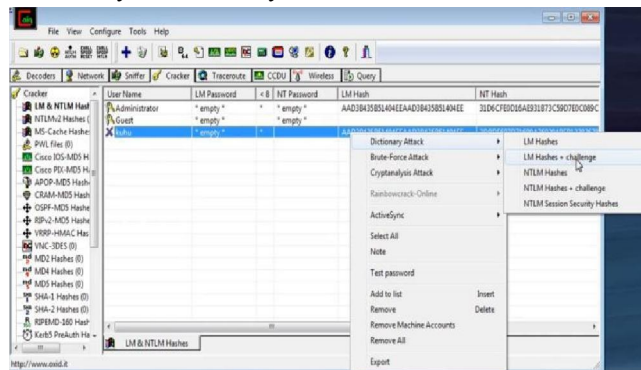 File View Configure Tools Help
Decoders Network Sniffer Cracker Traceroute CCDU Wireless Query
Cracker
LM & NTLM Hash
NTLMv2 Hashes (
MS-Cache Hashe
PWL files (0)
Cisco IOS-MD5 H
Cisco PIX-MD5 Ha
APOP-MD5 Hash
CRAM-MD5 Hash
OSPF-MD5 Hashe
RIPv2-MD5 Hashe
VRRP-HMAC Has
VNC-3DES (0)
MD2 Hashes (0)
MD4 Hashes (0)
MD5 Hashes (0)
SHA-1 Hashes (0)
SHA-2 Hashes (0)
RIPEMD-160 Hash
Kerb5 PreAuth Ha
User Name LM Password < 8 NT Password LM Hash NT Hash
Administrator * empty * * * empty * AAD3B435B51404EEAAD3B435B51404EE 31D6CFE0D16AE931B73C59D7E0C089C
Guest * empty * * * empty *
kuhu * empty *
Dictionary Attack
Brute-Force Attack
Cryptanalysis Attack
Rainbowcrack-Online
ActiveSync
Select All
Note
Test password
Add to list Insert
Remove Delete
Remove Machine Accounts
Remove All
Export
LM Hashes
LM Hashes + challenge
NTLM Hashes
NTLM Hashes + challenge
NTLM Session Security Hashes
LM & NTLM Hashes
http://www.oxid.it